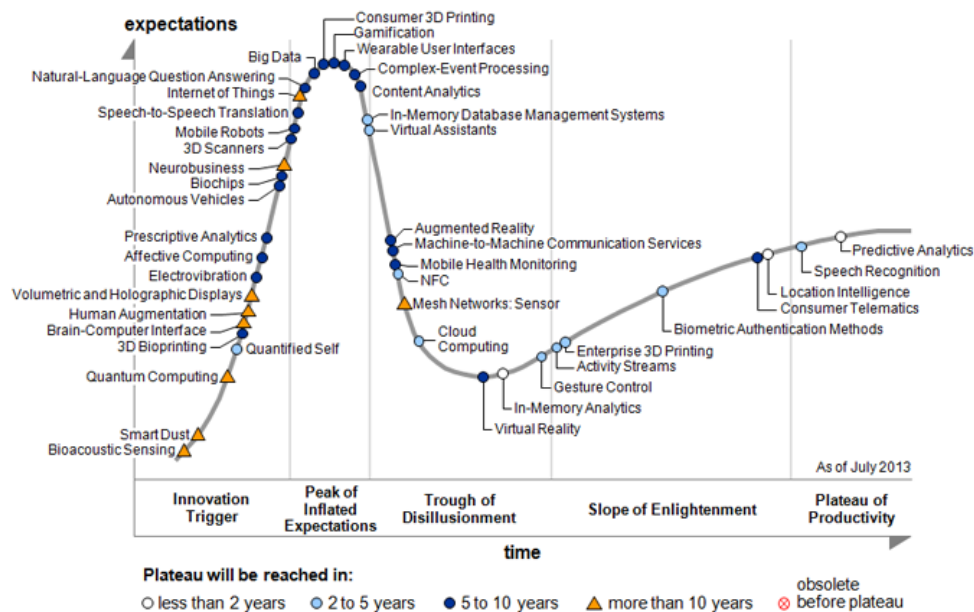 expectations
Consumer 3D Printing
Gamification
Wearable User Interfaces
Big Data
Complex-Event Processing
Natural-Language Question Answering
Internet of Things
Content Analytics
Speech-to-Speech Translation
In-Memory Database Management Systems
Mobile Robots
Virtual Assistants
3D Scanners
Neurobusiness
Biochips
Autonomous Vehicles
Augmented Reality
Prescriptive Analytics
Machine-to-Machine Communication Services
Predictive Analytics
Affective Computing
Mobile Health Monitoring
Speech Recognition
Electrovibration
NFC
Volumetric and Holographic Displays
Mesh Networks: Sensor
Location Intelligence
Human Augmentation
Consumer Telematics
Brain-Computer Interface
Biometric Authentication Methods
3D Bioprinting
Cloud
Computing
Quantified Self
Enterprise 3D Printing
Activity Streams
Quantum Computing
Gesture Control
In-Memory Analytics
Virtual Reality
Smart Dust
Bioacoustic Sensing
As of July 2013
Innovation
Trigger
Peak of
Inflated
Expectations
Trough of
Disillusionment
Slope of Enlightenment
Plateau of
Productivity
time
Plateau will be reached in:
less than 2 years
2 to 5 years
5 to 10 years
more than 10 years
obsolete
before plateau